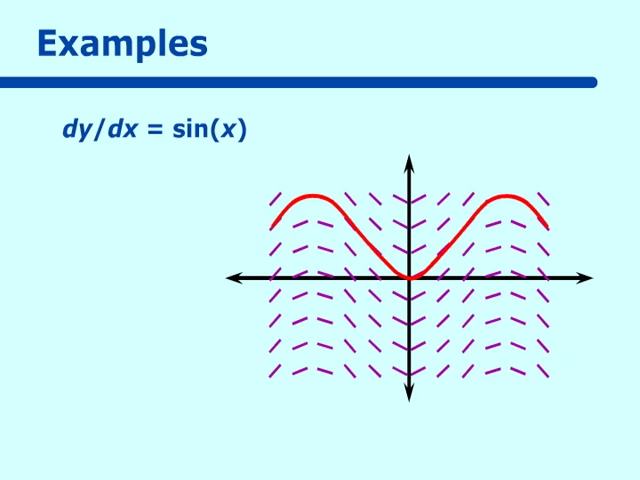 Examples
dy/dx = sin(x)